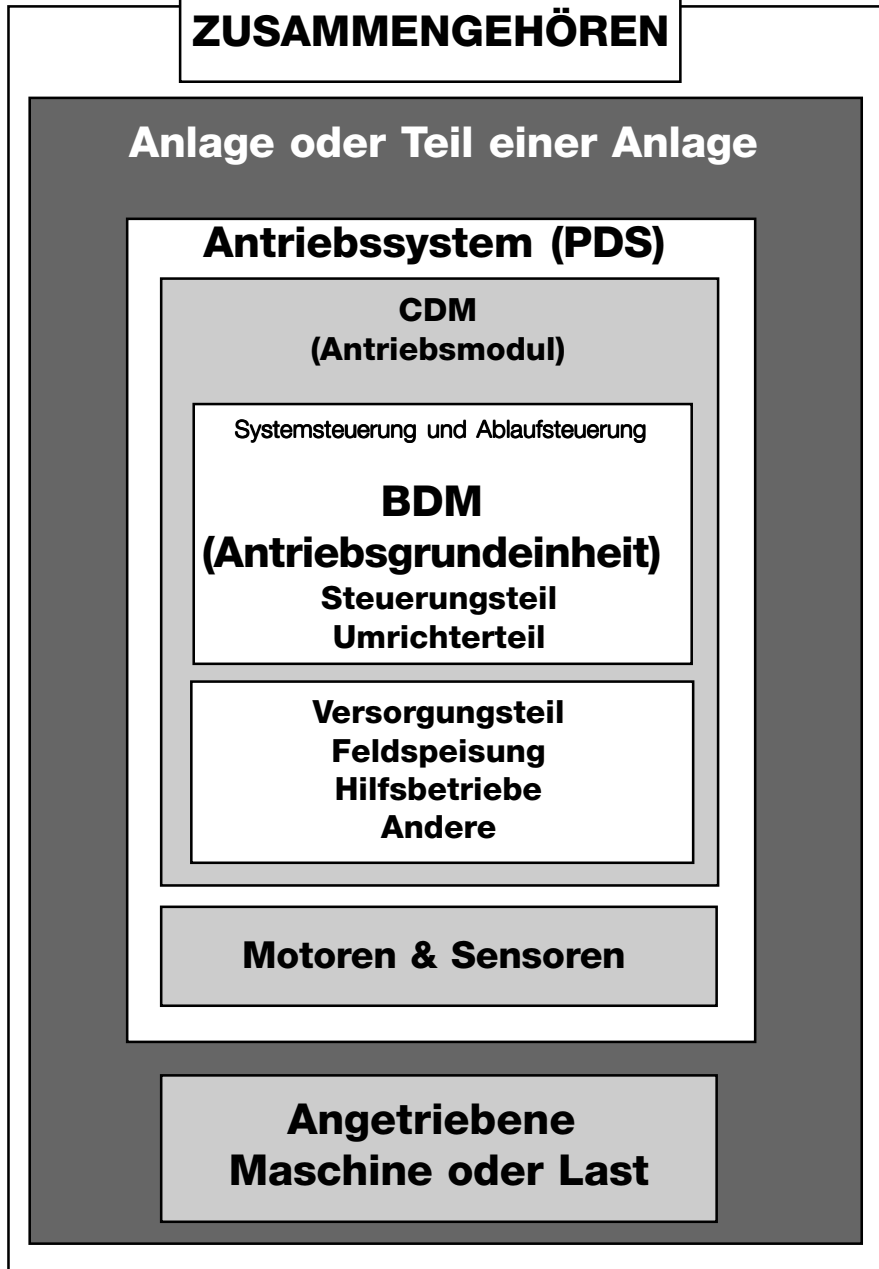 ZUSAMMENGEHÖREN
Anlage oder Teil einer Anlage
Antriebssystem (PDS)
CDM
(Antriebsmodul)
Systemsteuerung und Ablaufsteuerung
BDM
(Antriebsgrundeinheit)
Steuerungsteil
Umrichterteil
Versorgungsteil
Feldspeisung
Hilfsbetriebe
Andere
Motoren & Sensoren
Angetriebene
Maschine oder Last